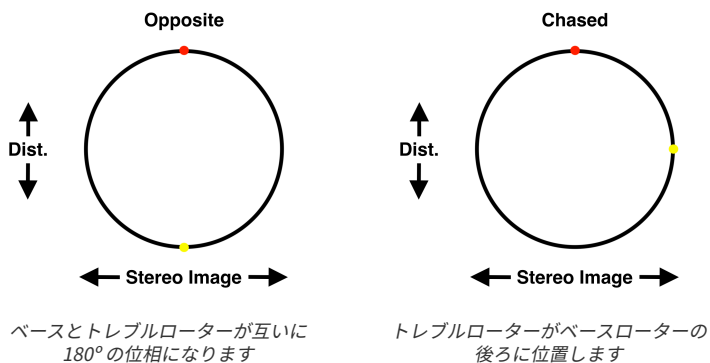 Opposite
Dist.
Stereo Image
ベースとトレブルローターが互いに
180º の位相になります
Chased
Dist.
Stereo Image
トレブルローターがベースローターの
後ろに位置します